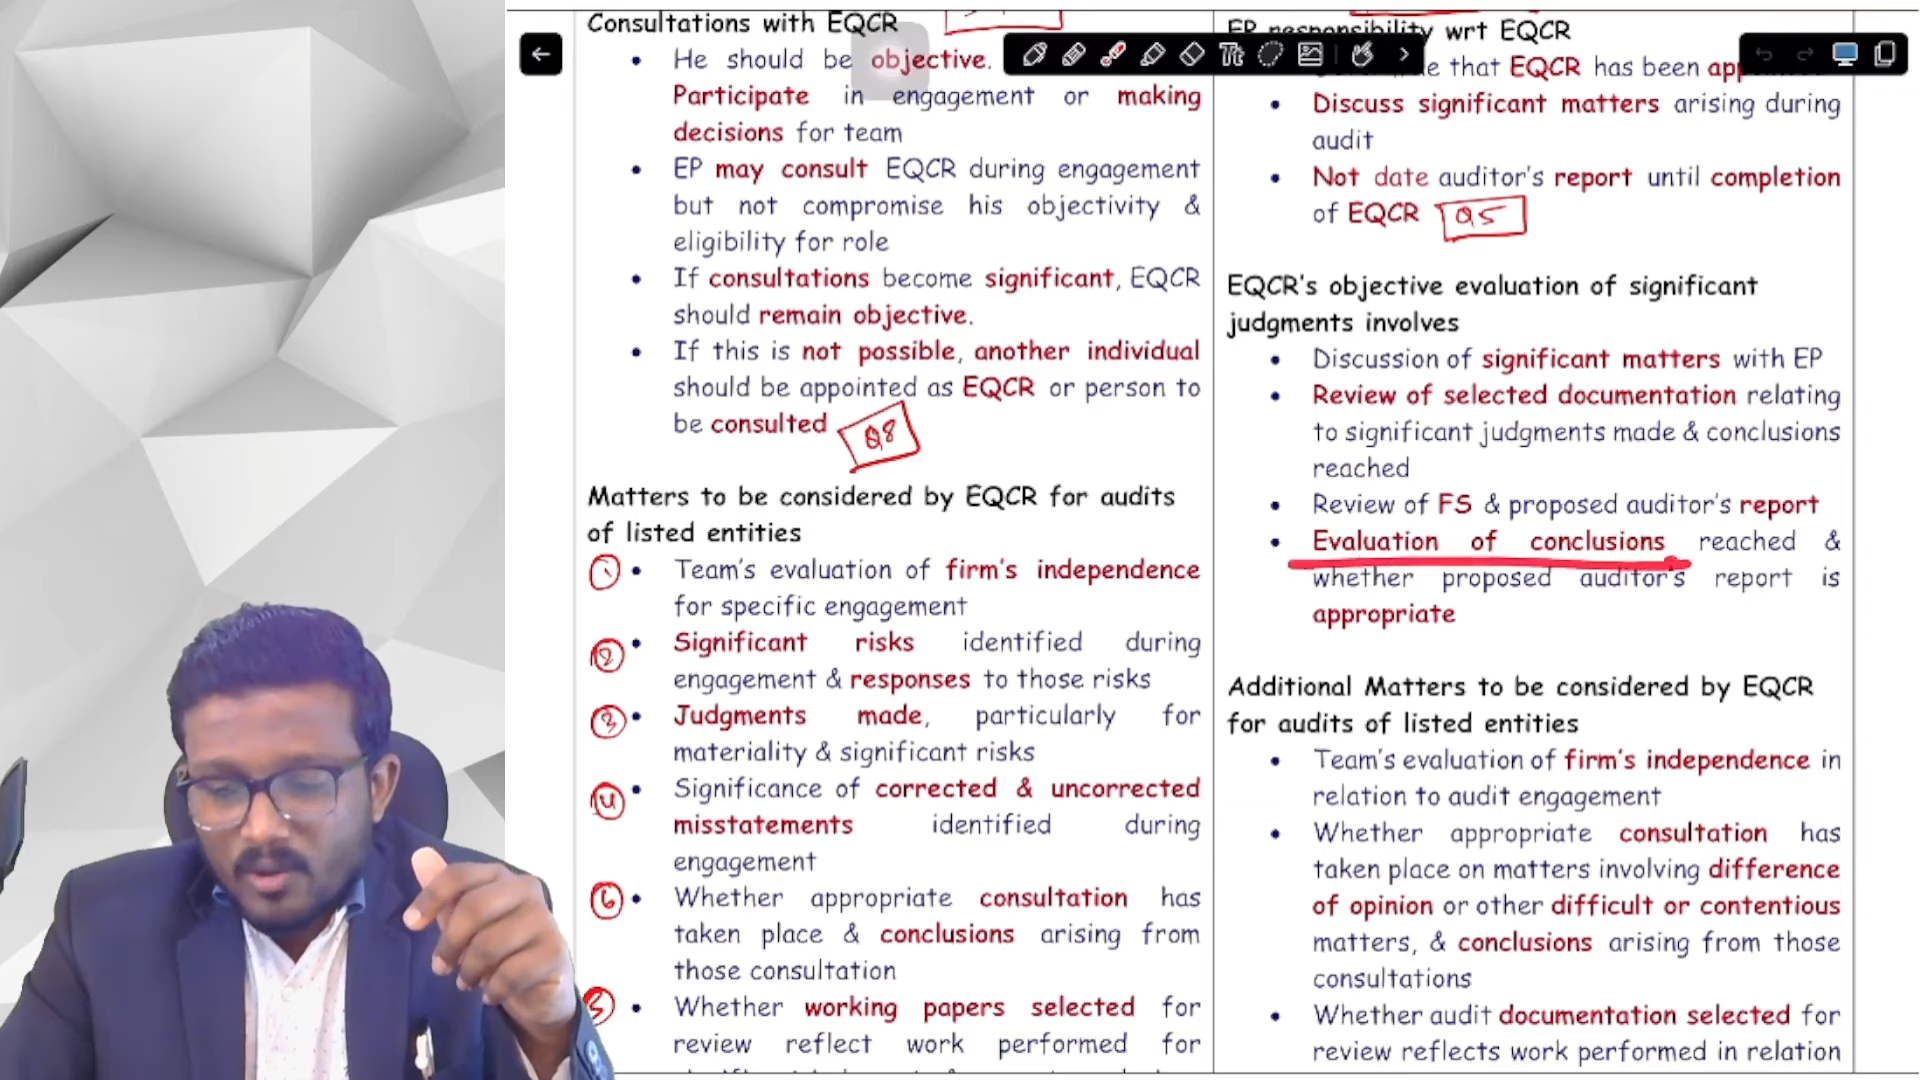 Consultations with EQCR
• He should be objective.
Participate in engagement or making
decisions for team
• EP may consult EQCR during engagement
but not compromise his objectivity &
eligibility for role
• If consultations become significant, EQCR
should remain objective.
• If this is not possible, another individual
should be appointed as EQCR or person to
be consulted Q8
Matters to be considered by EQCR for audits
of listed entities
1 • Team's evaluation of firm's independence
for specific engagement
2 • Significant risks identified during
engagement & responses to those risks
3 • Judgments made, particularly for
materiality & significant risks
4 • Significance of corrected & uncorrected
misstatements identified during
engagement
6 • Whether appropriate consultation has
taken place & conclusions arising from
those consultation
5 • Whether working papers selected for
review reflect work performed for
EP responsibility wrt EQCR
that EQCR has been
• Discuss significant matters arising during
audit
• Not date auditor's report until completion
of EQCR Q5
EQCR's objective evaluation of significant
judgments involves
• Discussion of significant matters with EP
• Review of selected documentation relating
to significant judgments made & conclusions
reached
• Review of FS & proposed auditor's report
• Evaluation of conclusions reached &
whether proposed auditor's report is
appropriate
Additional Matters to be considered by EQCR
for audits of listed entities
• Team's evaluation of firm's independence in
relation to audit engagement
• Whether appropriate consultation has
taken place on matters involving difference
of opinion or other difficult or contentious
matters, & conclusions arising from those
consultations
• Whether audit documentation selected for
review reflects work performed in relation
Tt